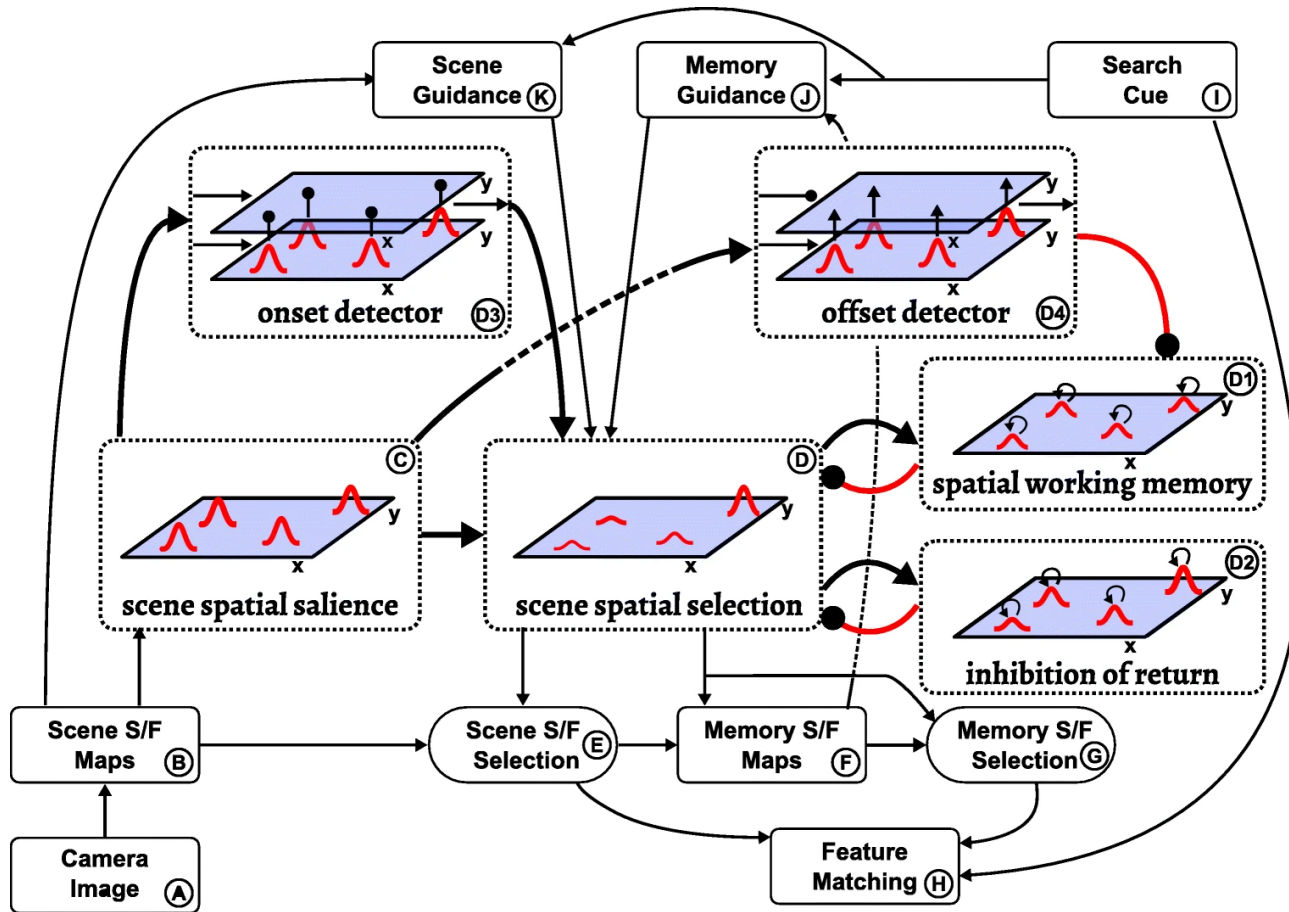 Scene
Guidance K
Memory
Guidance J
Search
Cue I
y
y
x
x
onset detector D3
y
y
x
x
offset detector D4
D1
y
x
spatial working memory
C
y
x
scene spatial salience
D
y
x
scene spatial selection
D2
y
x
inhibition of return
Scene S/F
Maps B
Scene S/F
Selection E
Memory S/F
Maps F
Memory S/F
Selection G
Camera
Image A
Feature
Matching H